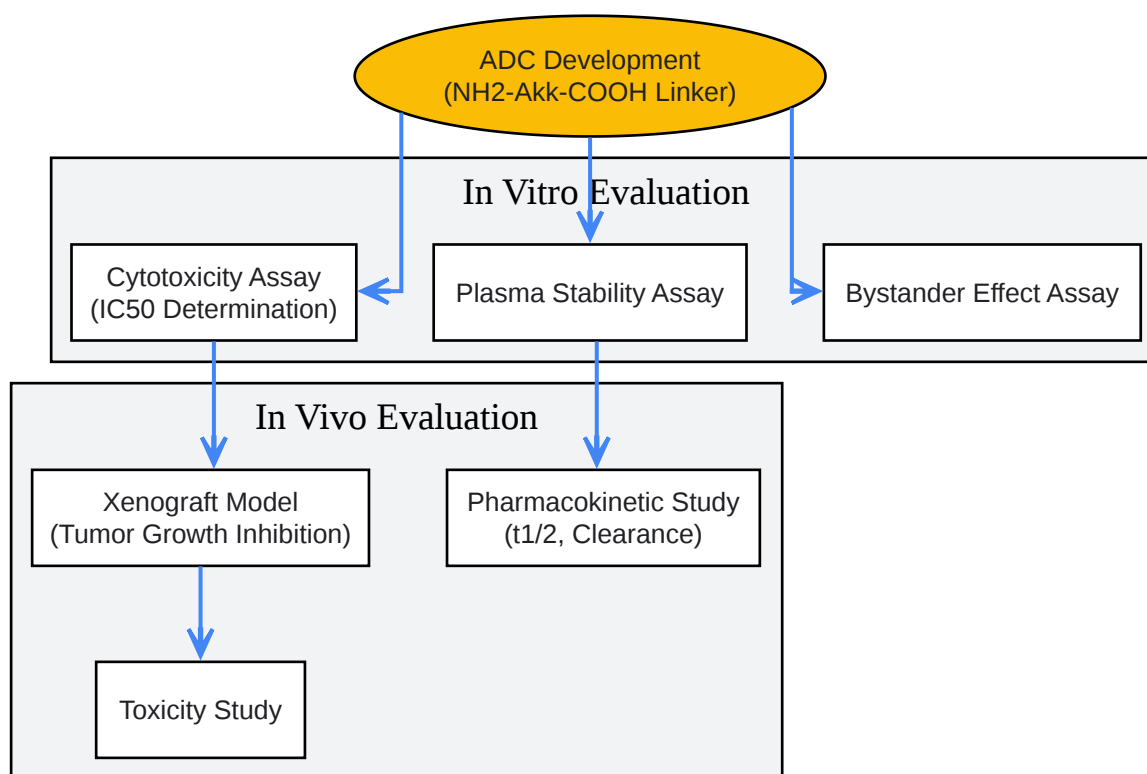 ADC Development
(NH2-Akk-COOH Linker)
In Vitro Evaluation
Cytotoxicity Assay
(IC50 Determination)
Plasma Stability Assay
Bystander Effect Assay
In Vivo Evaluation
Xenograft Model
(Tumor Growth Inhibition)
Pharmacokinetic Study
(t1/2, Clearance)
Toxicity Study